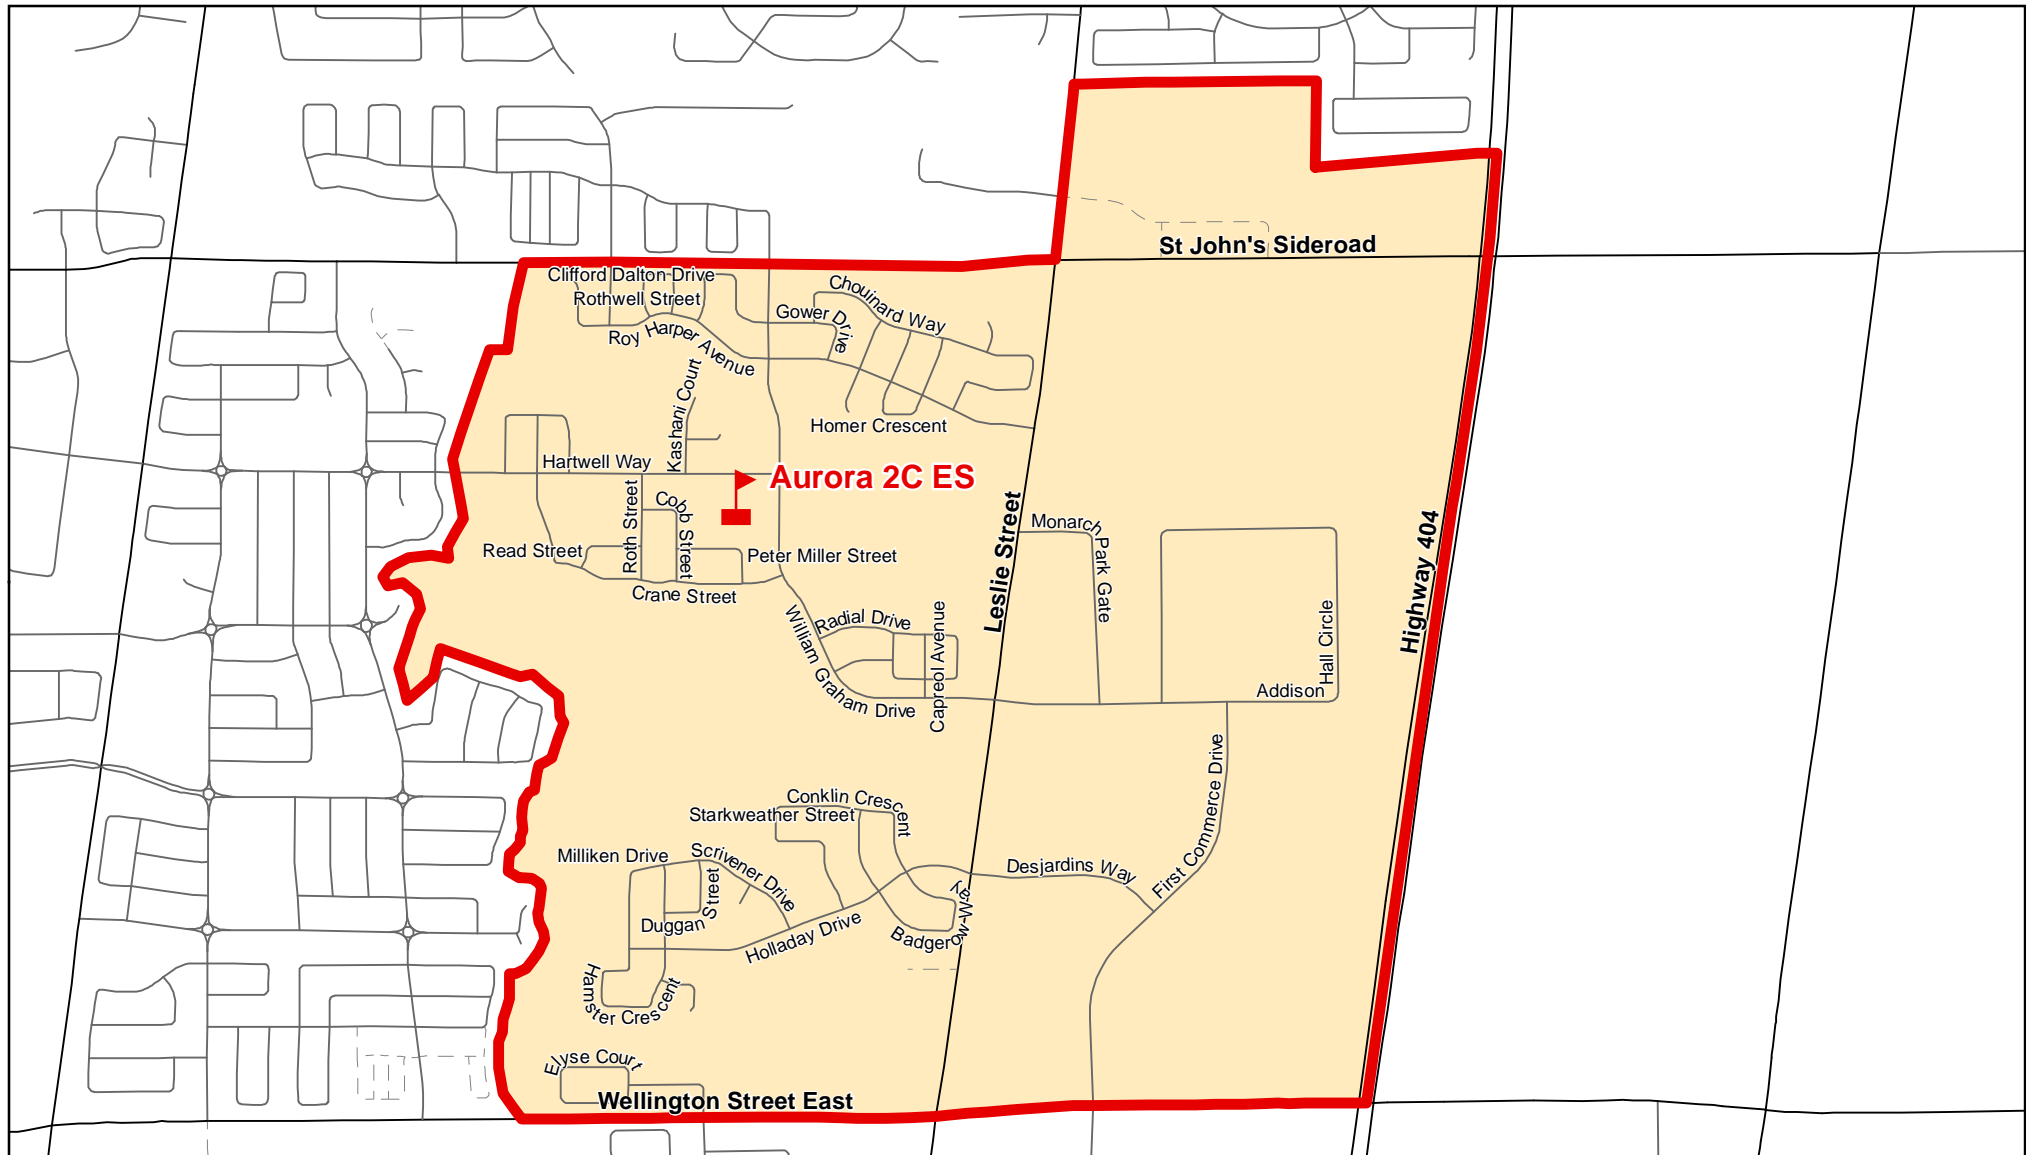 St John's Sideroad
Clifford Dalton Drive
Rothwell Street
Chouinard Way
Gower Drive
Roy Harper Avenue
Kashani Court
Homer Crescent
Hartwell Way
Aurora 2C ES
Roth Street
Cobb Street
Leslie Street
Monarch Park Gate
Highway 404
Read Street
Peter Miller Street
Crane Street
William Graham Drive
Radial Drive
Capreol Avenue
Addison Hall Circle
First Commerce Drive
Conklin Crescent
Starkweather Street
Milliken Drive
Scrivener Drive
Desjardins Way
Duggan Street
Holladay Drive
Badgerow Way
Hamster Crescent
Elyse Court
Wellington Street East